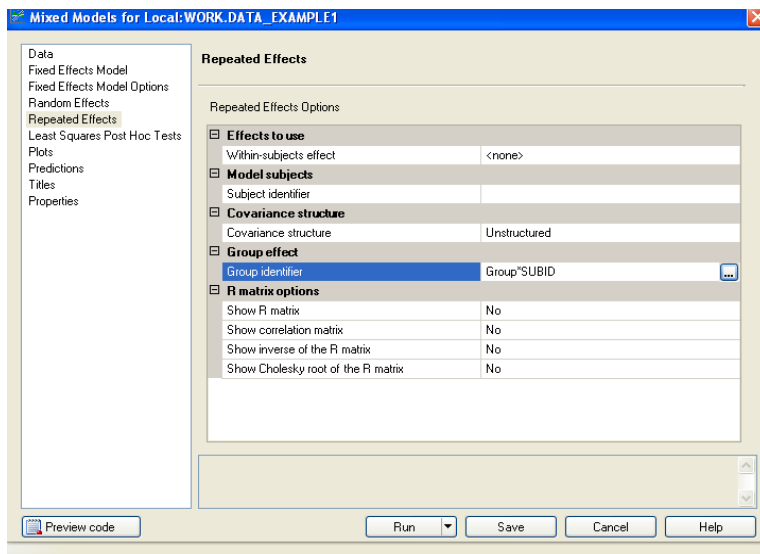 Mixed Models for Local:WORK.DATA_EXAMPLE1
Data
Fixed Effects Model
Fixed Effects Model Options
Random Effects
Repeated Effects
Least Squares Post Hoc Tests
Plots
Predictions
Titles
Properties
Repeated Effects
Repeated Effects Options
Effects to use
Within-subjects effect <none>
Model subjects
Subject identifier
Covariance structure
Covariance structure Unstructured
Group effect
Group identifier Group*SUBID ...
R matrix options
Show R matrix No
Show correlation matrix No
Show inverse of the R matrix No
Show Cholesky root of the R matrix No
Preview code Run Save Cancel Help